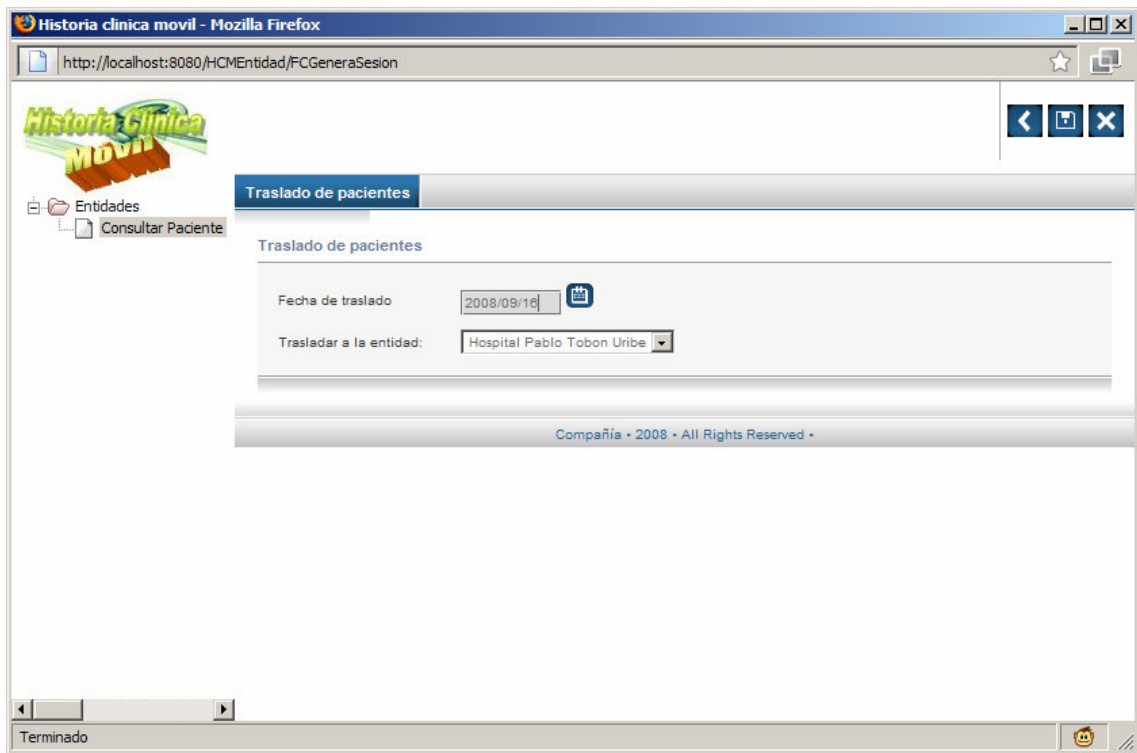 Historia clinica movil - Mozilla Firefox
http://localhost:8080/HCMEntidad/FCGeneraSesion
Historia Clinica
Movil
Entidades
Consultar Paciente
Traslado de pacientes
Traslado de pacientes
Fecha de traslado 2008/09/16
Trasladar a la entidad: Hospital Pablo Tobon Uribe
Compañía • 2008 • All Rights Reserved •
Terminado